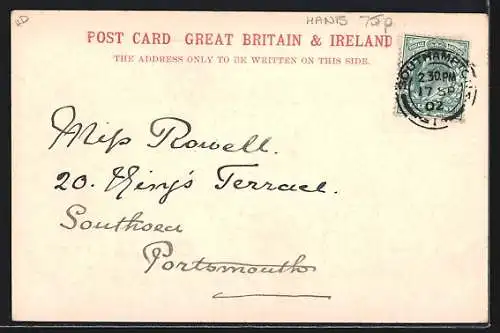 HANTS 75p
POST CARD GREAT BRITAIN & IRELAND
THE ADDRESS ONLY TO BE WRITTEN ON THIS SIDE.
SOUTHAMPTON
2.30 PM
17 SP
02
Miss Rowell.
20. King's Terrace.
Southsea
Portsmouth